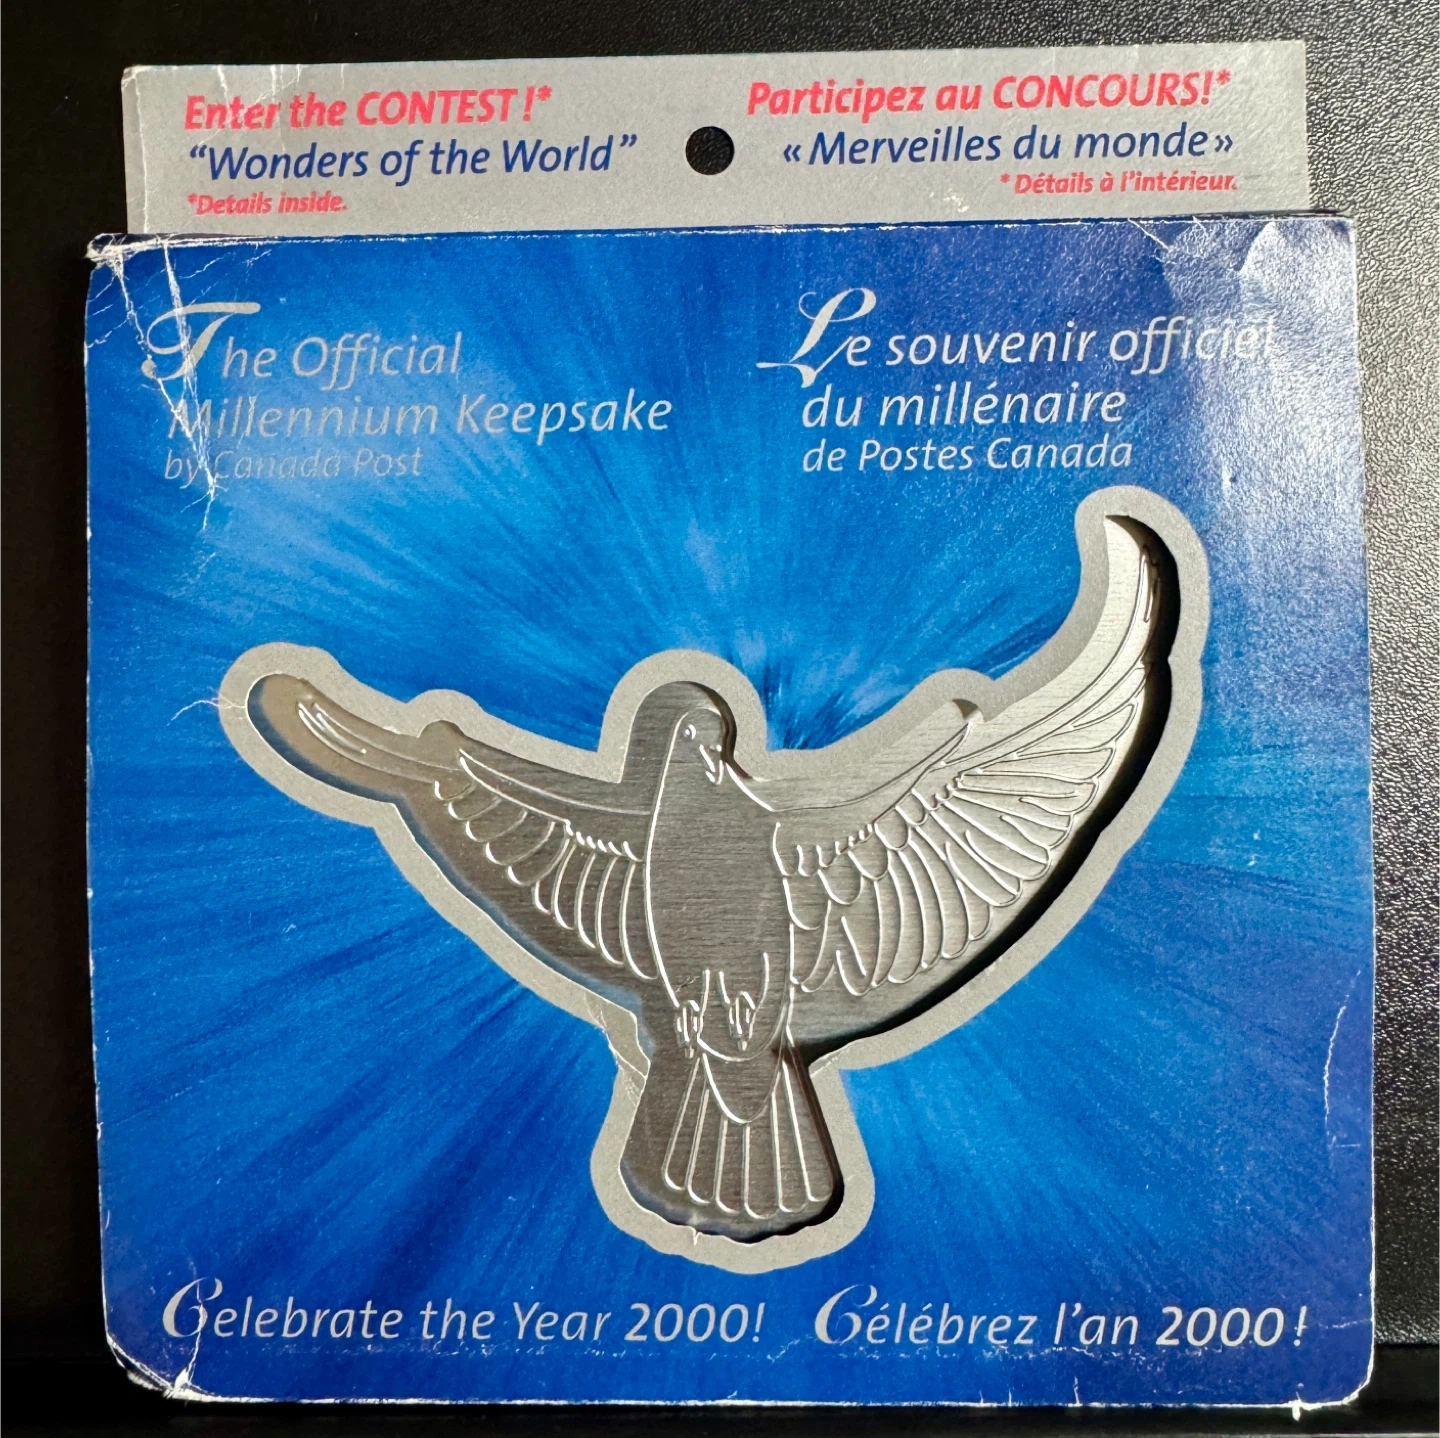 Enter the CONTEST!*
“Wonders of the World”
*Details inside.
Participez au CONCOURS!*
« Merveilles du monde »
* Détails à l'intérieur.
The Official
Millennium Keepsake
by Canada Post
Le souvenir officiel
du millénaire
de Postes Canada
Celebrate the Year 2000!
Célébrez l'an 2000 !